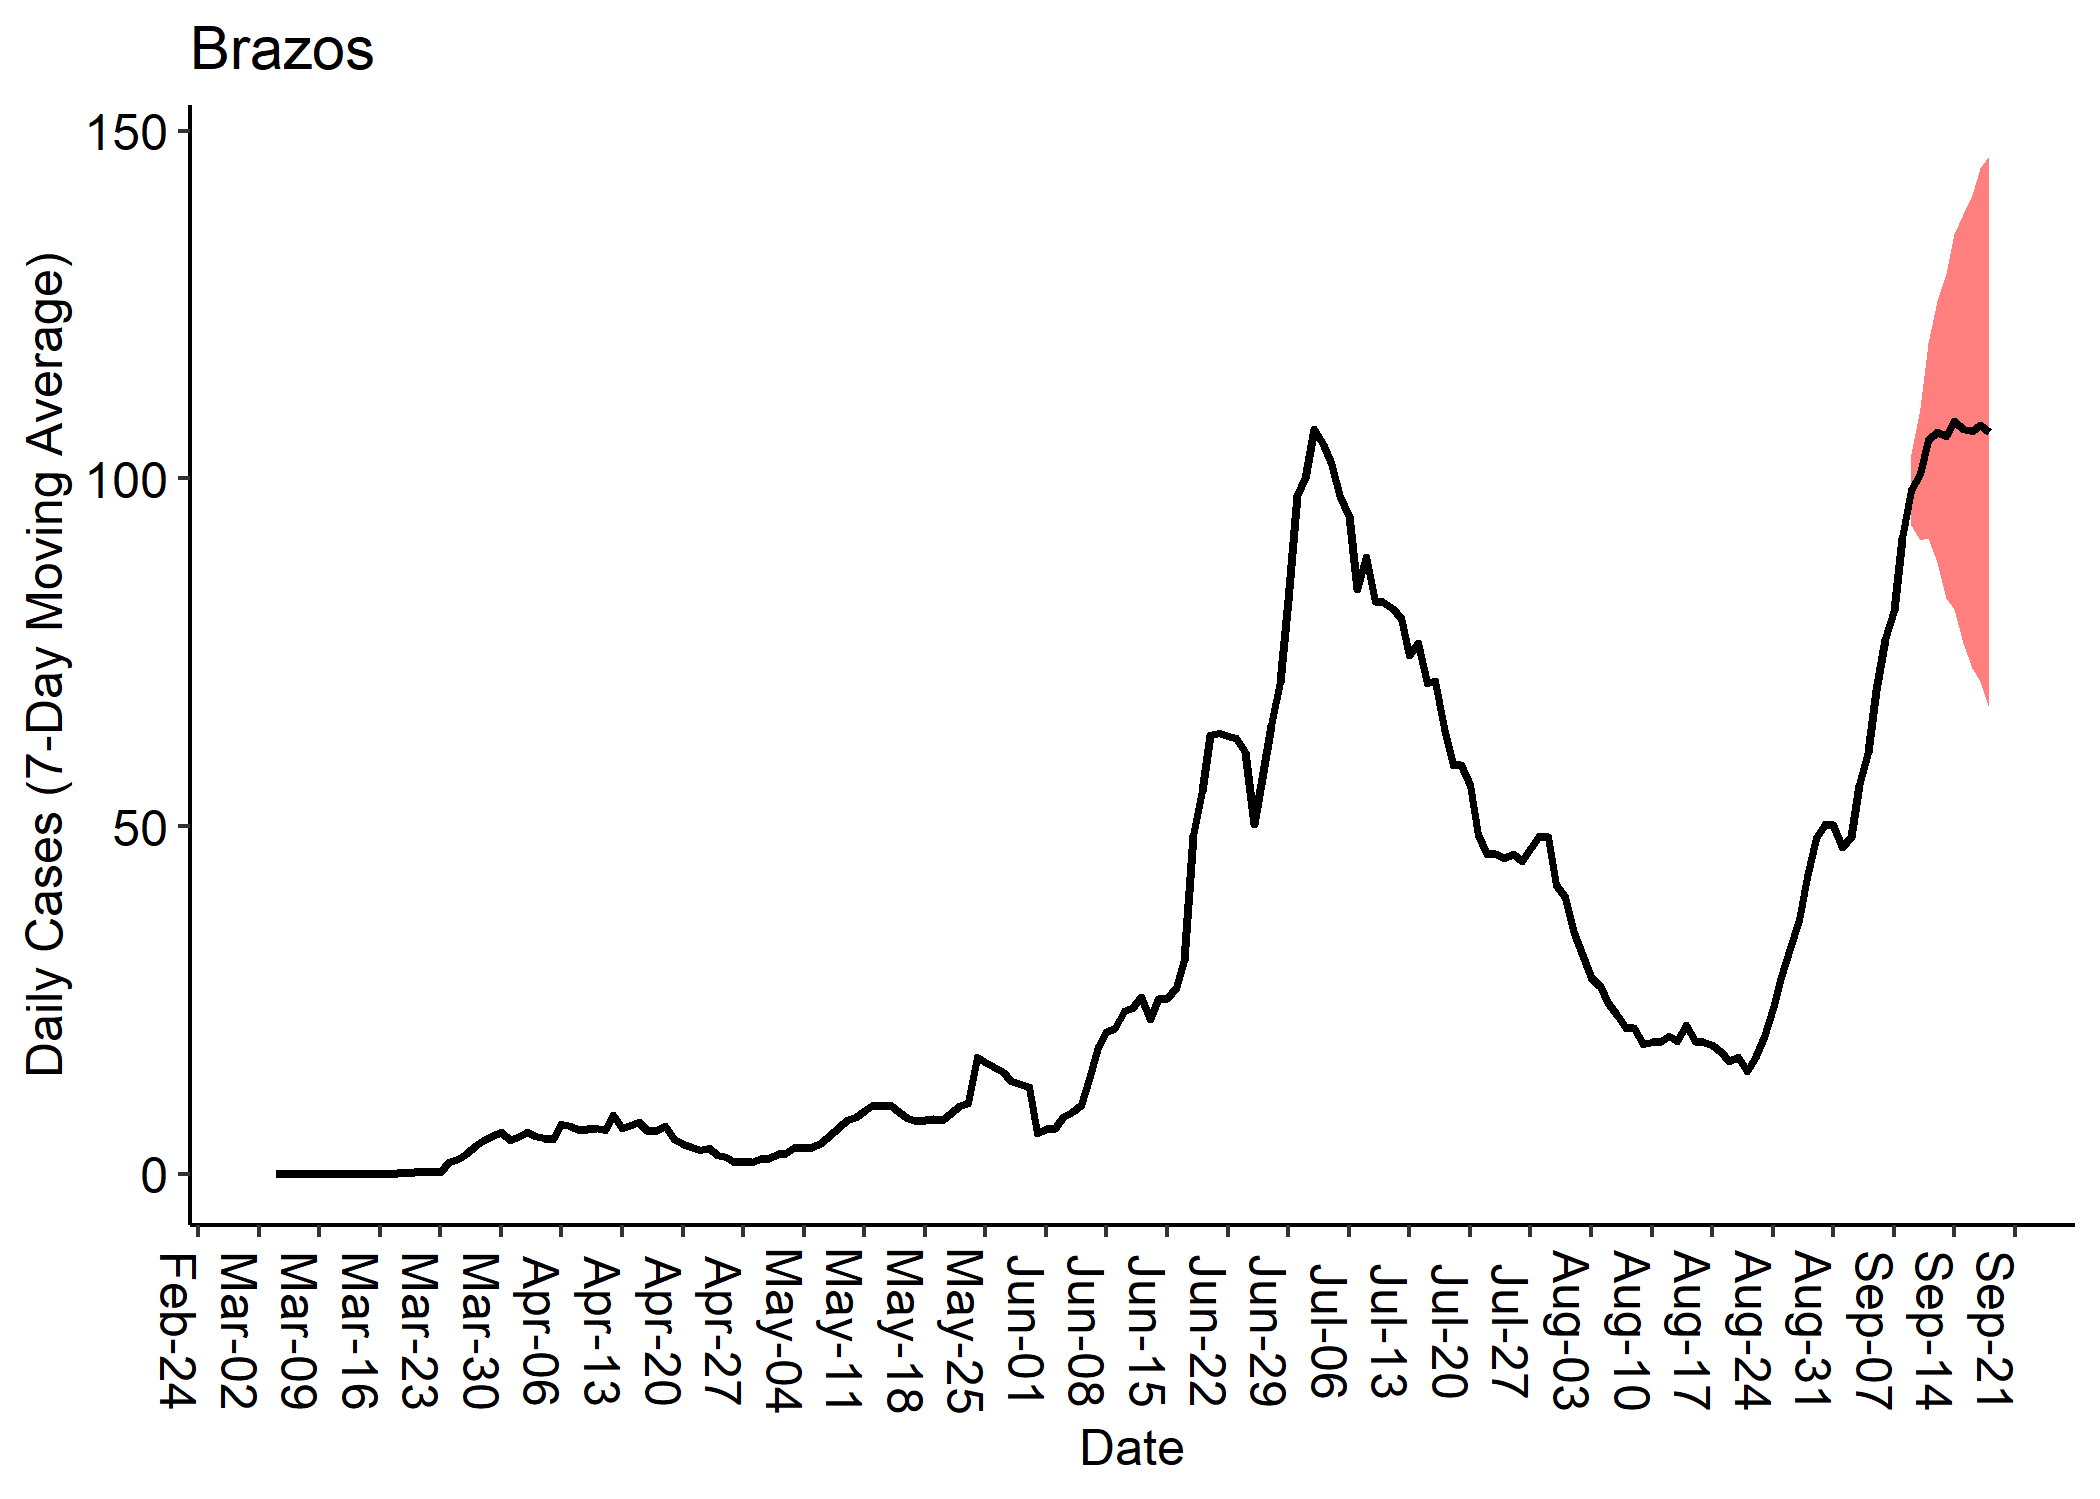 Brazos
Daily Cases (7-Day Moving Average)
150
100
50
0
Feb-24
Mar-02
Mar-09
Mar-16
Mar-23
Mar-30
Apr-06
Apr-13
Apr-20
Apr-27
May-04
May-11
May-18
May-25
Jun-01
Jun-08
Jun-15
Jun-22
Jun-29
Jul-06
Jul-13
Jul-20
Jul-27
Aug-03
Aug-10
Aug-17
Aug-24
Aug-31
Sep-07
Sep-14
Sep-21
Date